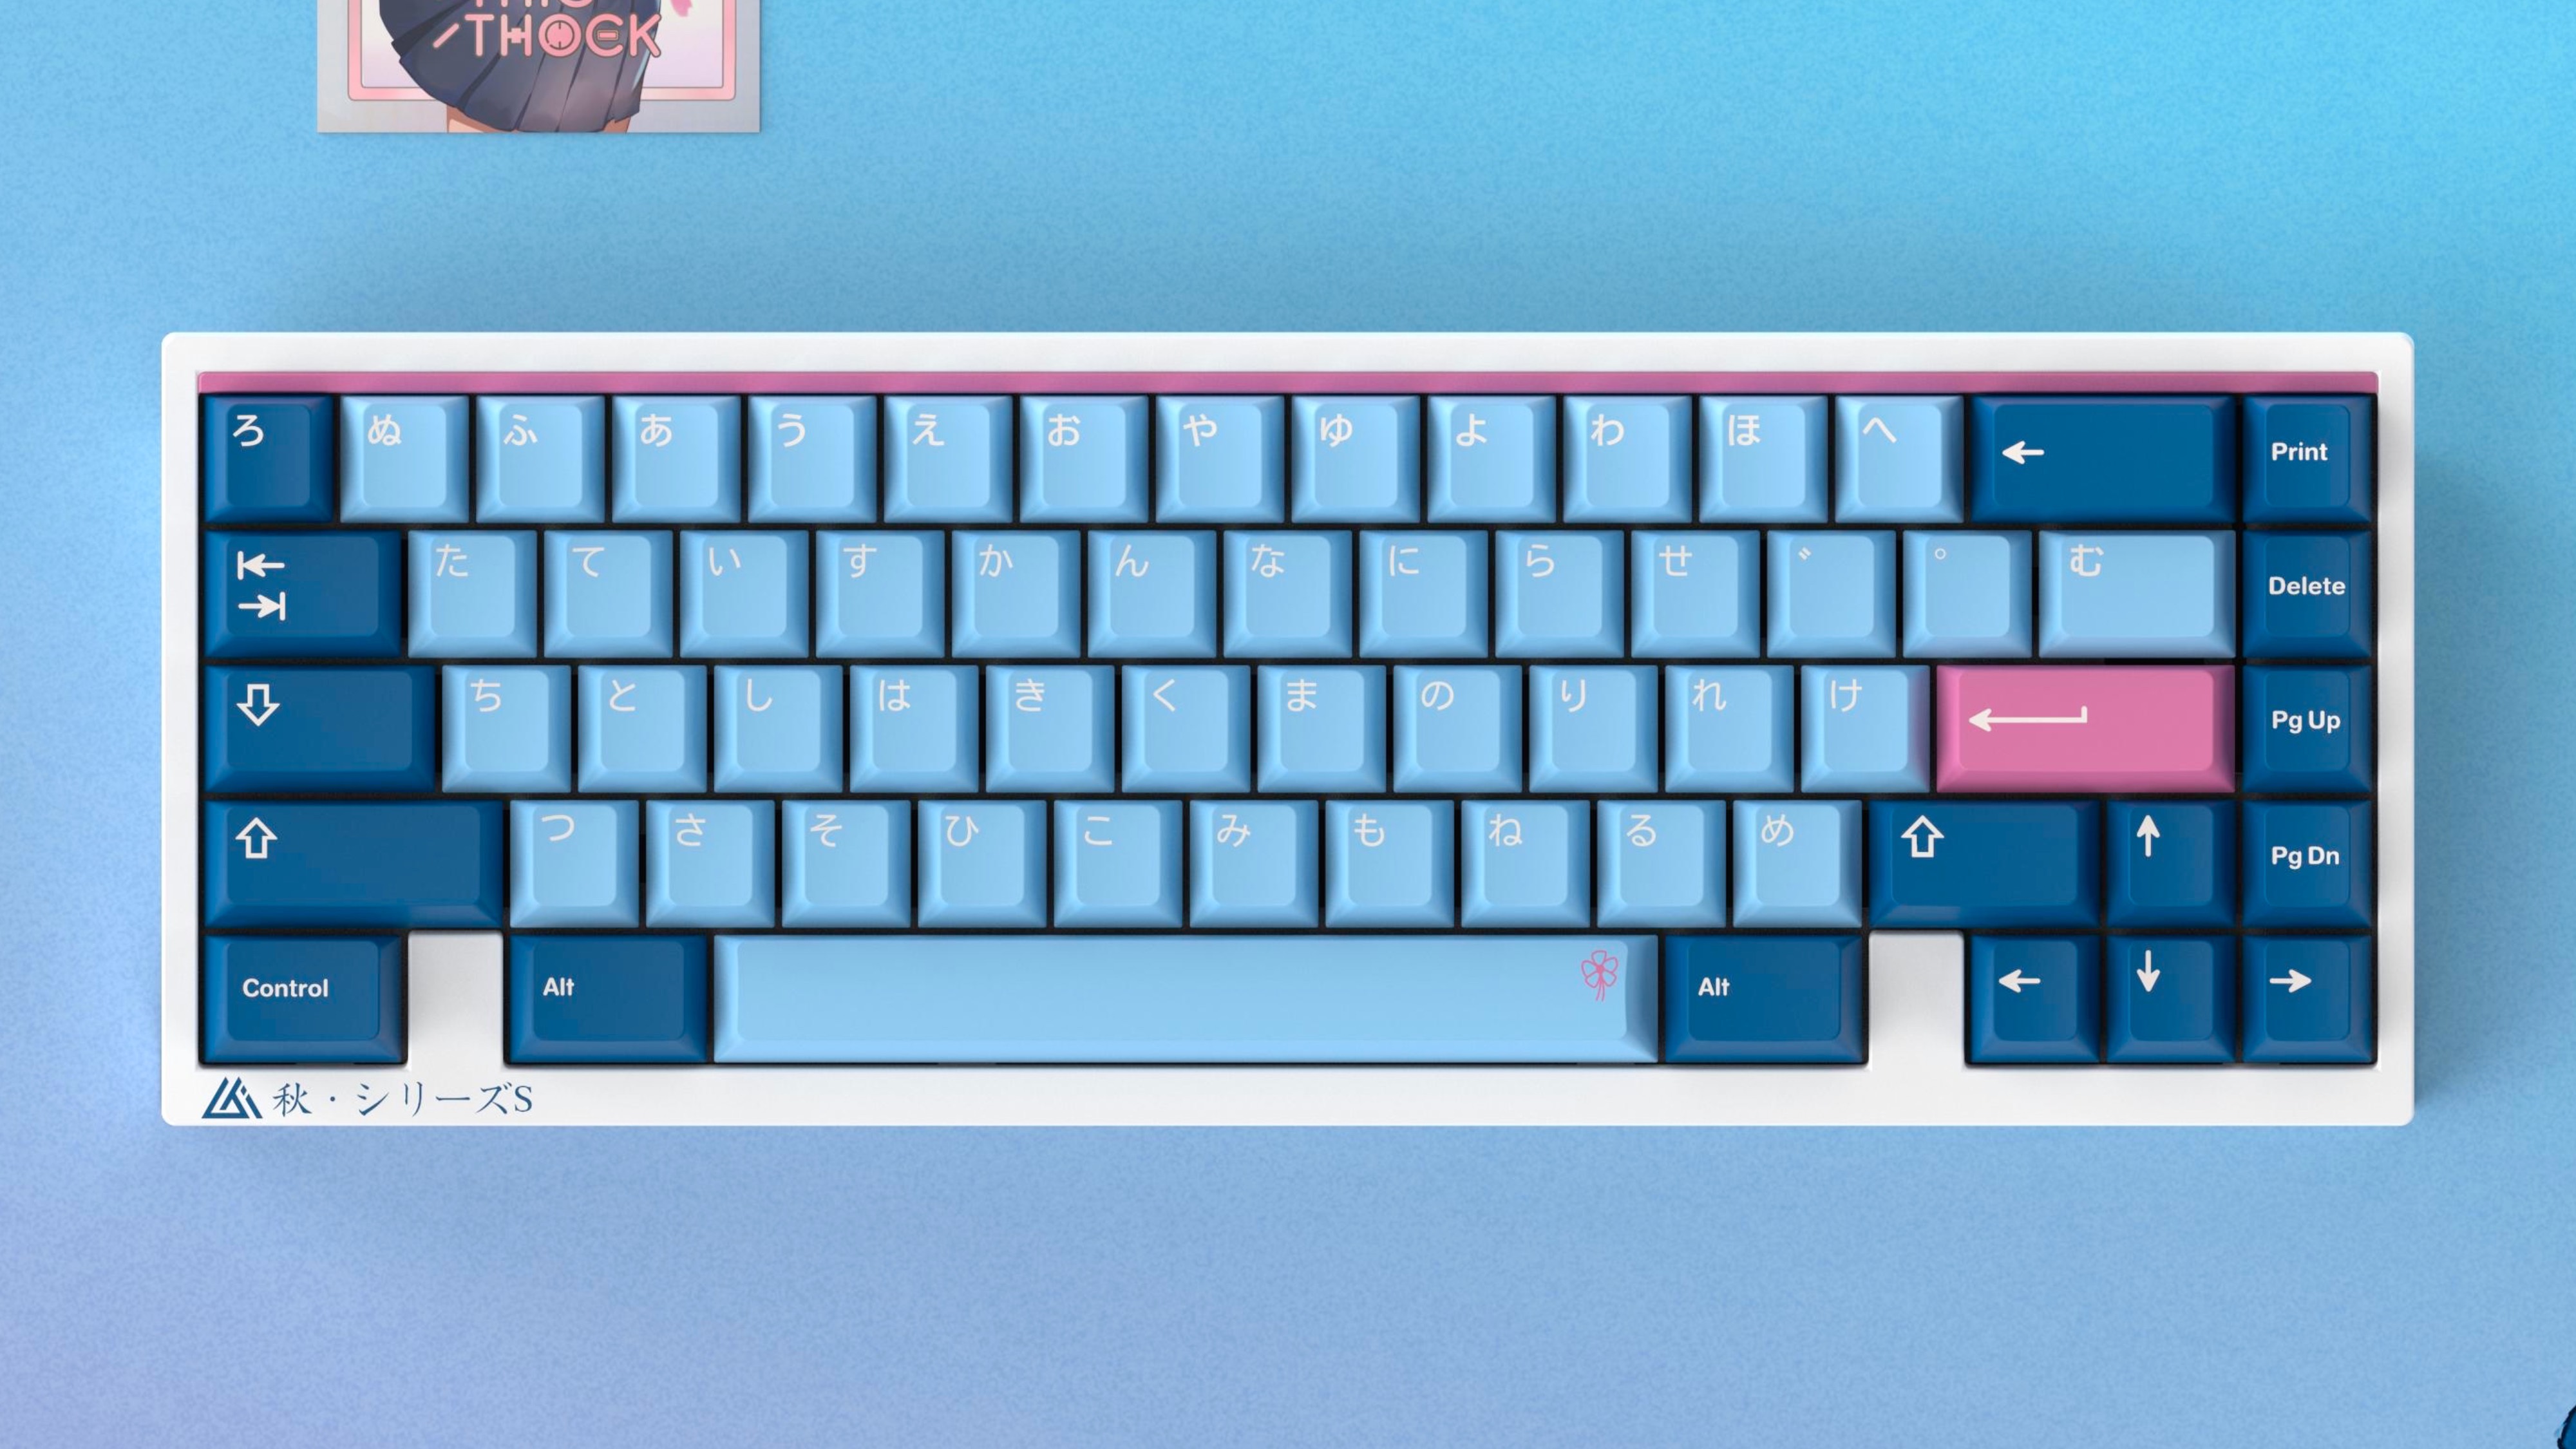 /THOCK
ろ ぬ ふ あ う え お や ゆ よ わ ほ へ ← Print
⇤ た て い す か ん な に ら せ ゛ ゜ む Delete
⇥
⇩ ち と し は き く ま の り れ け ⟵ Pg Up
⇧ つ さ そ ひ こ み も ね る め ⇧ ↑ Pg Dn
Control Alt Alt ← ↓ →
秋・シリーズS